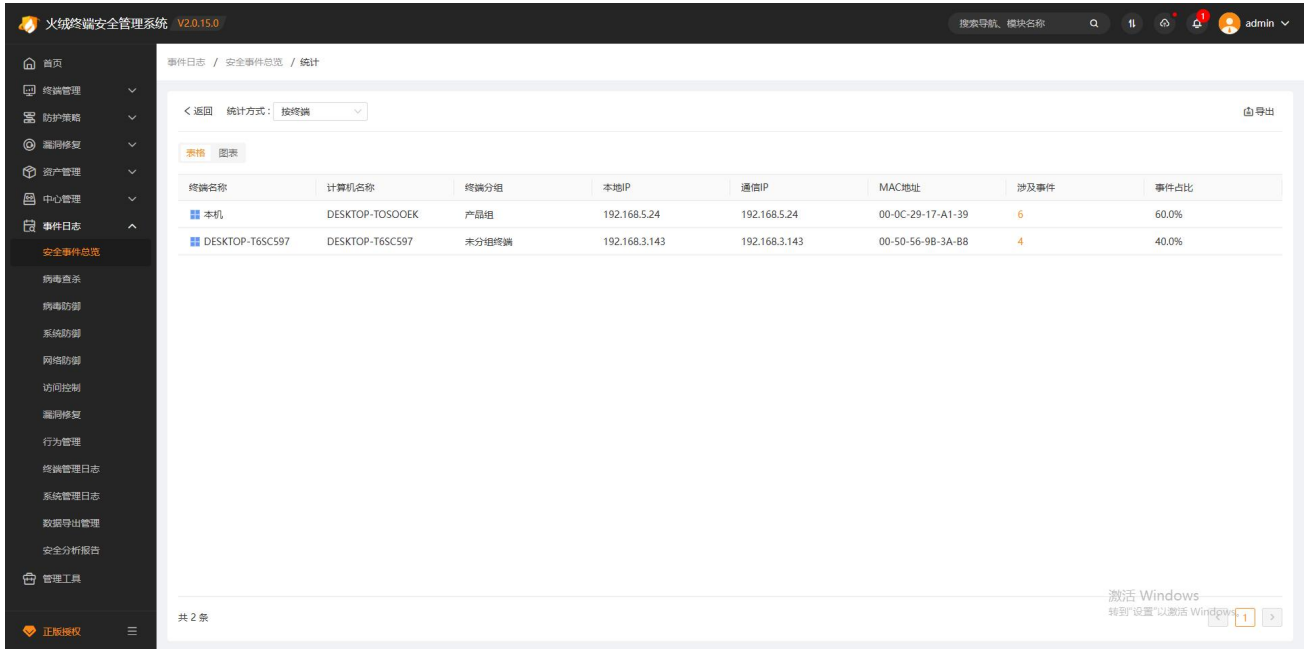 火绒终端安全管理系统 V2.0.15.0
搜索导航、模块名称
1
admin
首页
终端管理
防护策略
漏洞修复
资产管理
中心管理
事件日志
安全事件总览
病毒查杀
病毒防御
系统防御
网络防御
访问控制
漏洞修复
行为管理
终端管理日志
系统管理日志
数据导出管理
安全分析报告
管理工具
正版授权
事件日志 / 安全事件总览 / 统计
< 返回 统计方式: 按终端
导出
表格 图表
终端名称 计算机名称 终端分组 本地IP 通信IP MAC地址 涉及事件 事件占比
本机 DESKTOP-TOSOOEK 产品组 192.168.5.24 192.168.5.24 00-0C-29-17-A1-39 6 60.0%
DESKTOP-T6SC597 DESKTOP-T6SC597 未分组终端 192.168.3.143 192.168.3.143 00-50-56-9B-3A-B8 4 40.0%
共 2 条
激活 Windows
转到"设置"以激活 Windows。
< 1 >